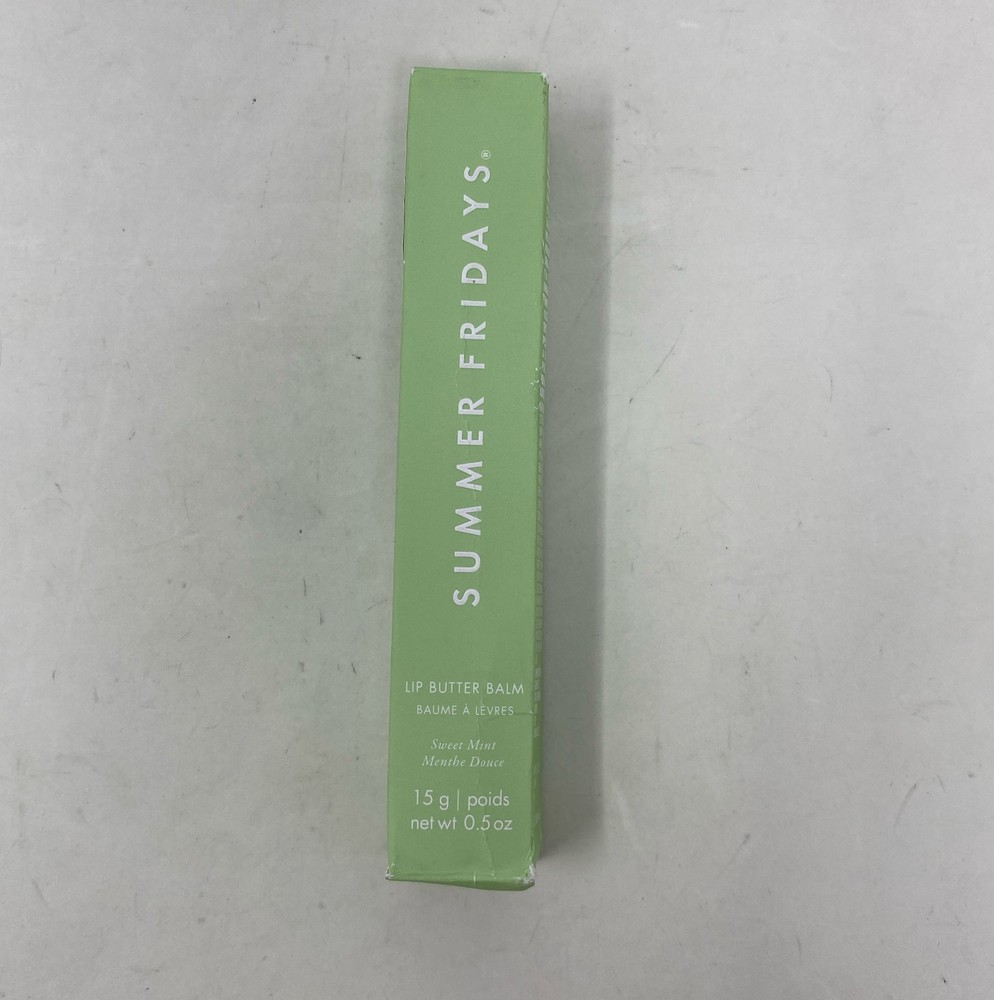 SUMMER FRIDAYS®
LIP BUTTER BALM
BAUME À LÈVRES
Sweet Mint
Menthe Douce
15 g | poids
net wt 0.5 oz